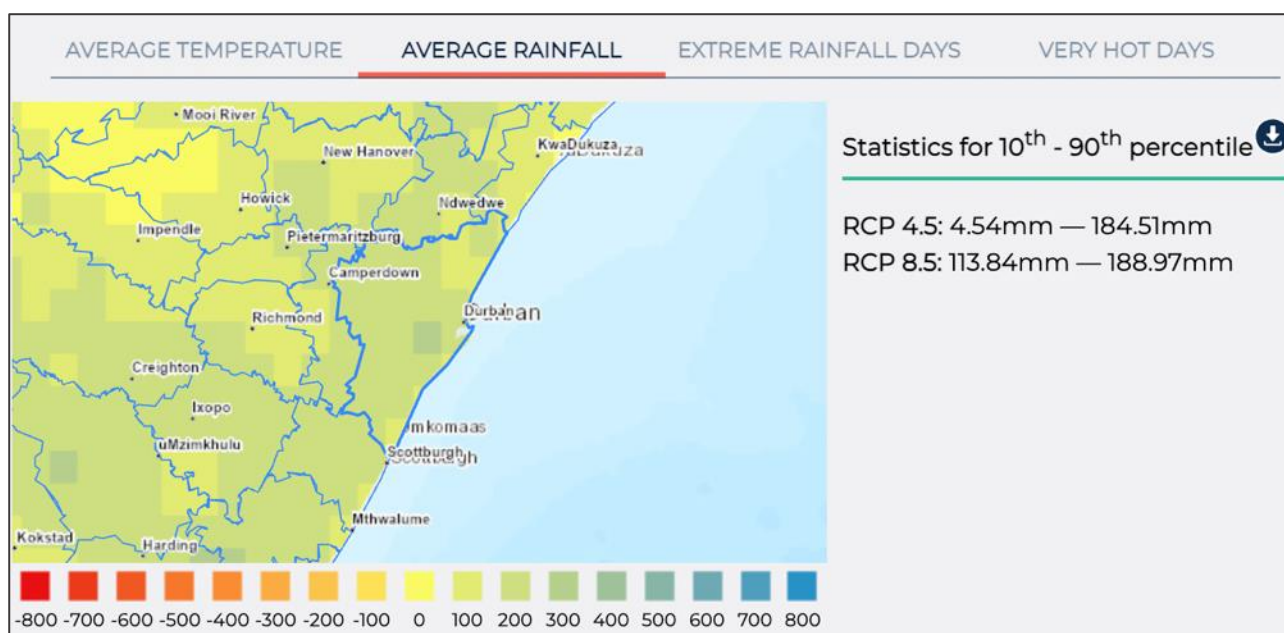 AVERAGE TEMPERATURE AVERAGE RAINFALL EXTREME RAINFALL DAYS VERY HOT DAYS
Mooi River
New Hanover
KwaDukuza
Howick
Ndwedwe
Impendle
Pietermaritzburg
Camperdown
Richmond
Durban
Creighton
Ixopo
mkomaas
uMzimkhulu
Scottburgh
Scottburgh
Mthwalume
Kokstad
Harding
-800 -700 -600 -500 -400 -300 -200 -100 0 100 200 300 400 500 600 700 800
Statistics for 10th - 90th percentile
RCP 4.5: 4.54mm — 184.51mm
RCP 8.5: 113.84mm — 188.97mm